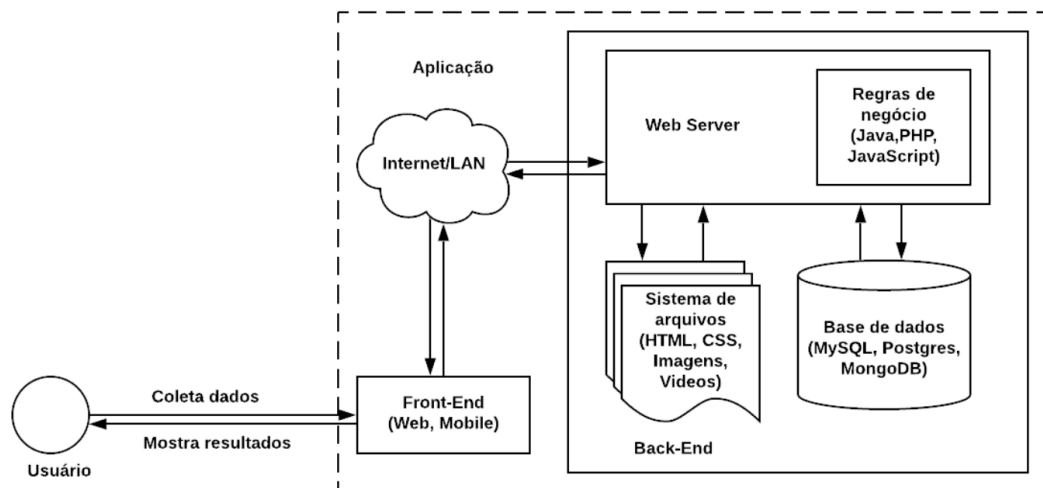 Aplicação
Internet/LAN
Web Server
Regras de
negócio
(Java,PHP,
JavaScript)
Sistema de
arquivos
(HTML, CSS,
Imagens,
Videos)
Base de dados
(MySQL, Postgres,
MongoDB)
Back-End
Front-End
(Web, Mobile)
Coleta dados
Mostra resultados
Usuário